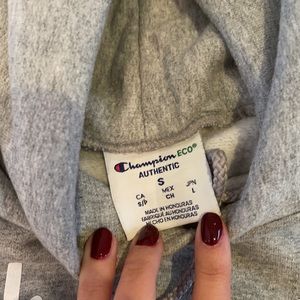 Champion ECO®
AUTHENTIC
S
CA MEX JPN
S/P CH L
MADE IN HONDURAS
FABRIQUÉ AU HONDURAS
HECHO EN HONDURAS